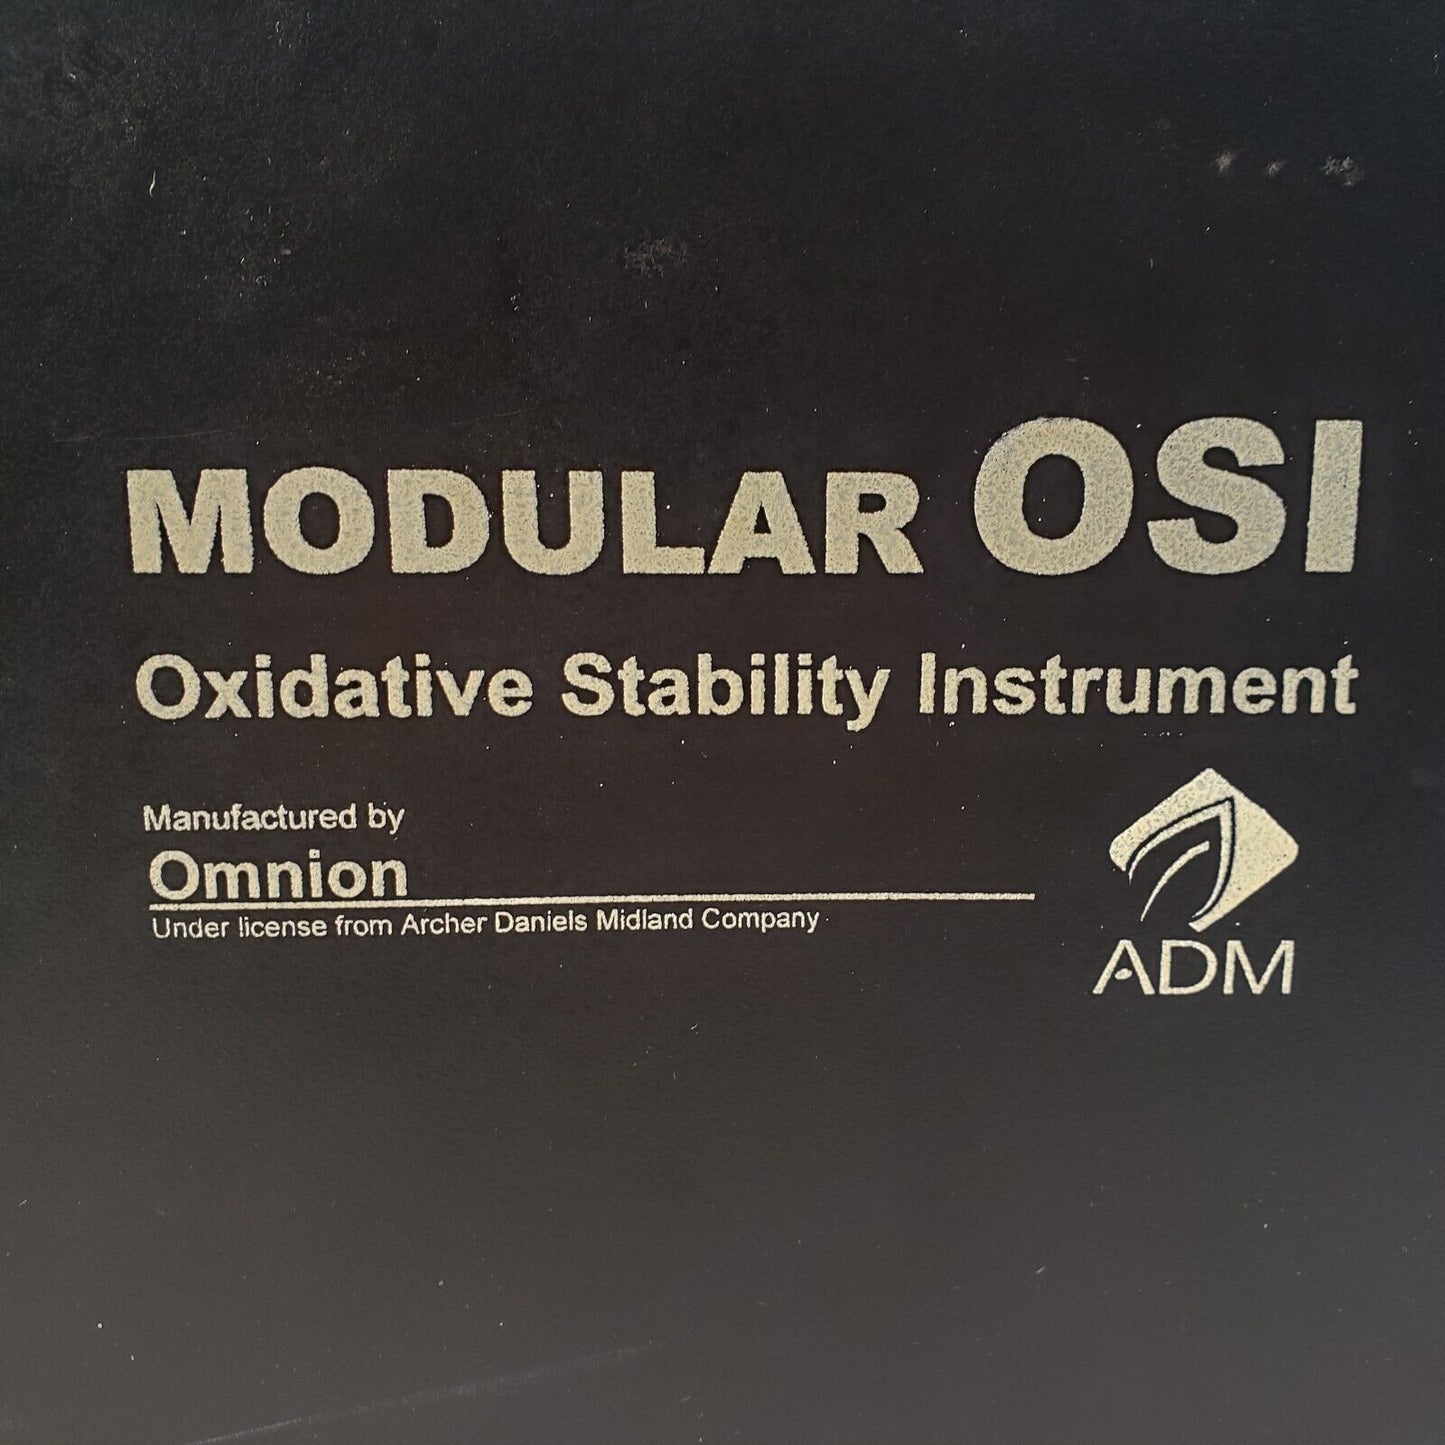 MODULAR OSI
Oxidative Stability Instrument
Manufactured by
Omnion
Under license from Archer Daniels Midland Company
ADM